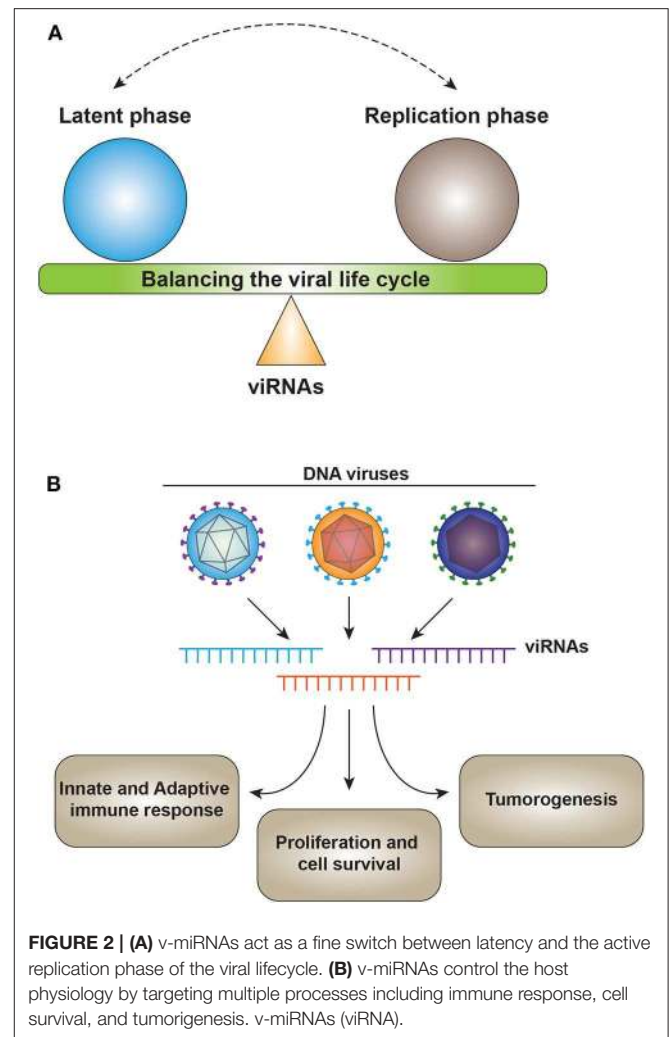 A
Latent phase
Replication phase
Balancing the viral life cycle
viRNAs
B
DNA viruses
viRNAs
Innate and Adaptive
immune response
Proliferation and
cell survival
Tumorogenesis
FIGURE 2 | (A) v-miRNAs act as a fine switch between latency and the active
replication phase of the viral lifecycle. (B) v-miRNAs control the host
physiology by targeting multiple processes including immune response, cell
survival, and tumorigenesis. v-miRNAs (viRNA).